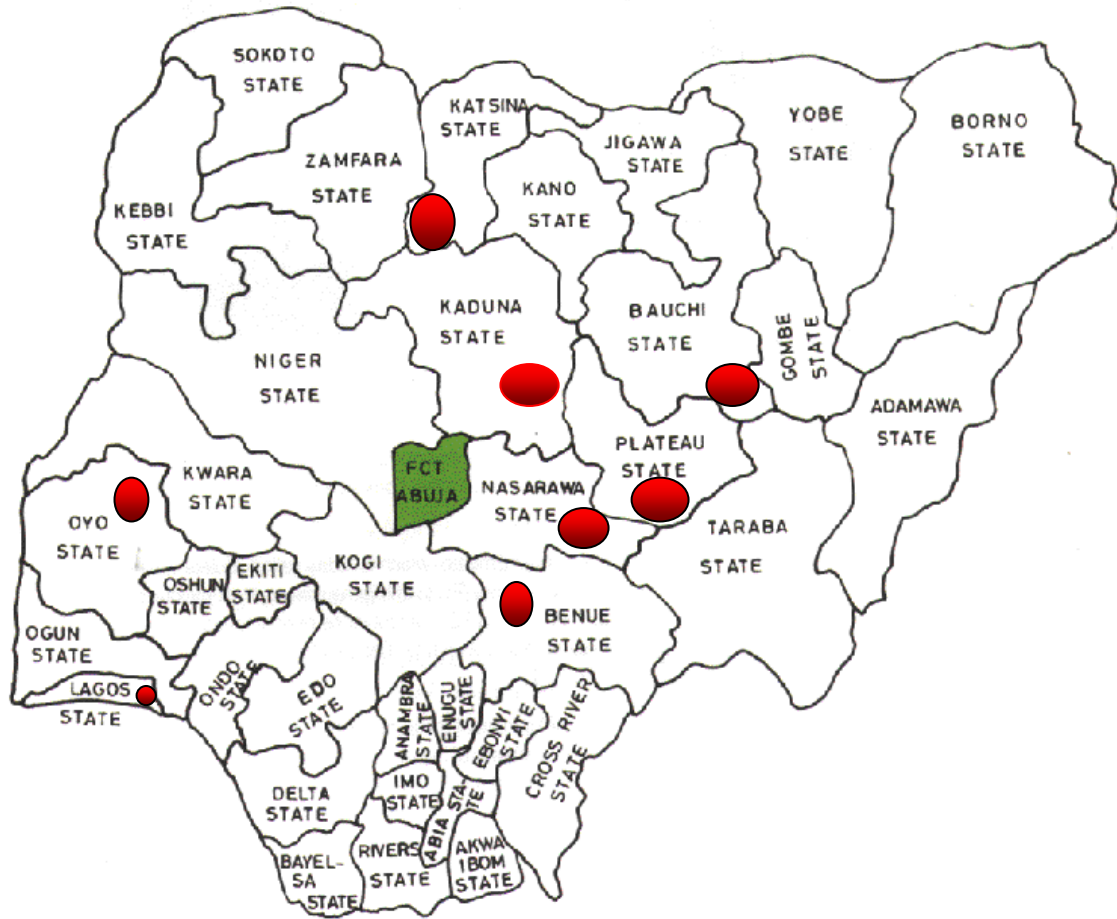 SOKOTO
STATE
KATSINA
STATE
YOBE
STATE
BORNO
STATE
JIGAWA
STATE
ZAMFARA
STATE
KANO
STATE
KEBBI
STATE
KADUNA
STATE
BAUCHI
STATE
GOMBE
STATE
NIGER
STATE
ADAMAWA
STATE
PLATEAU
STATE
FCT
ABUJA
NASARAWA
STATE
KWARA
STATE
OYO
STATE
TARABA
STATE
KOGI
STATE
EKITI
STATE
OSHUN
STATE
BENUE
STATE
OGUN
STATE
LAGOS
STATE
ONDO
STATE
EDO
STATE
ANAMBRA
STATE
ENUGU
STATE
EBONYI
STATE
CROSS RIVER
STATE
IMO
STATE
ABIA STA-
TE
DELTA
STATE
BAYEL-
SA
STATE
RIVERS
STATE
AKWA
IBOM
STATE